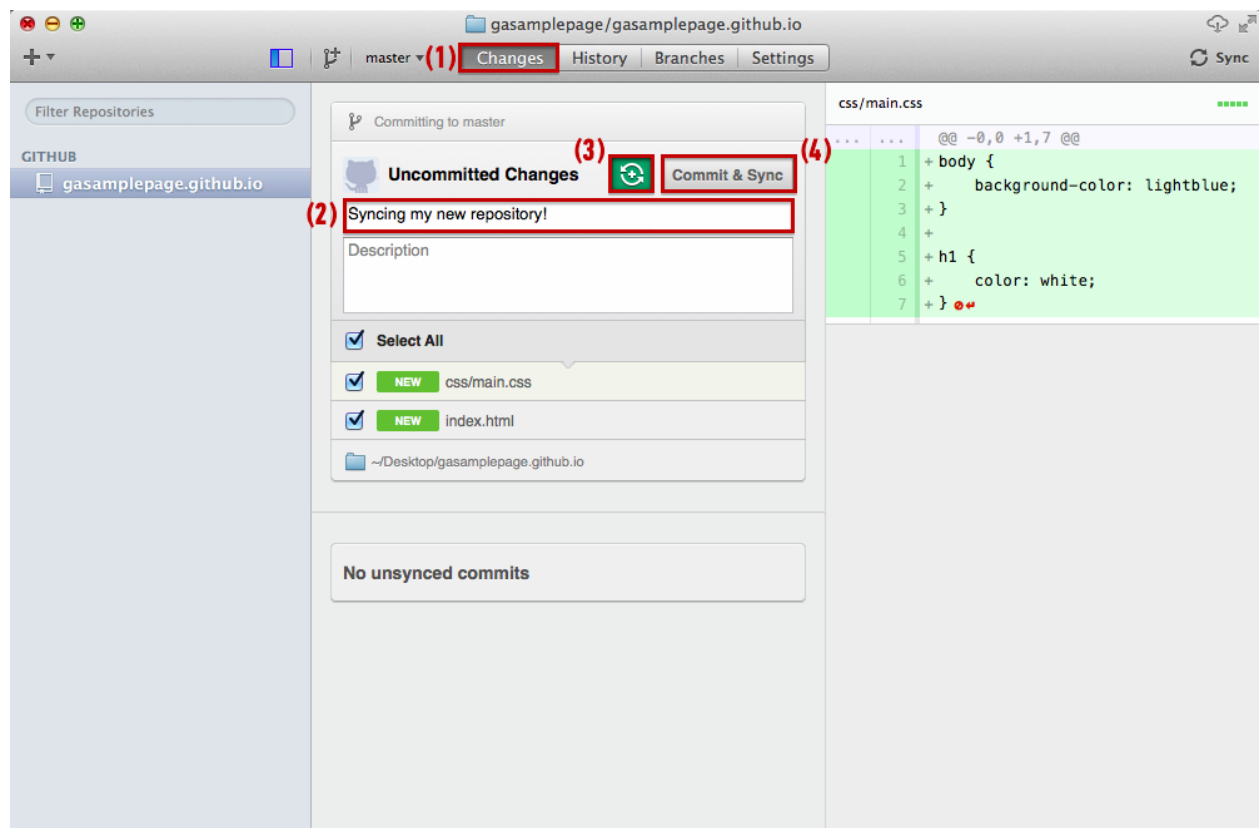 gasamplepage/gasamplepage.github.io
master (1) Changes History Branches Settings Sync
Filter Repositories
GITHUB
gasamplepage.github.io
Committing to master
Uncommitted Changes (3) Commit & Sync (4)
(2) Syncing my new repository!
Description
Select All
NEW css/main.css
NEW index.html
~/Desktop/gasamplepage.github.io
No unsynced commits
css/main.css
... ... @@ -0,0 +1,7 @@
1 + body {
2 + background-color: lightblue;
3 + }
4 +
5 + h1 {
6 + color: white;
7 + }